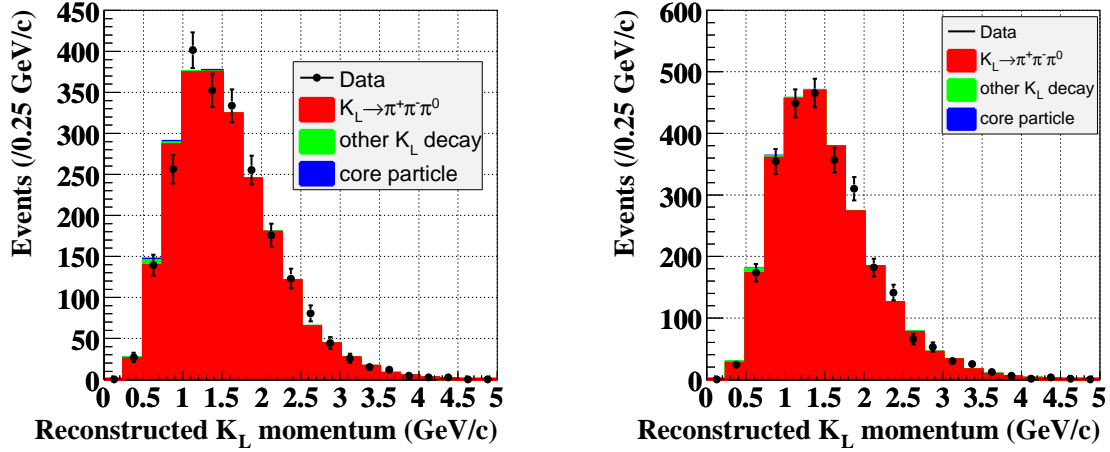 450
400
350
300
250
200
150
100
50
0
Events (/0.25 GeV/c)
Data
K_L→π⁺π⁻π⁰
other K_L decay
core particle
0 0.5 1 1.5 2 2.5 3 3.5 4 4.5 5
Reconstructed K_L momentum (GeV/c)
600
500
400
300
200
100
0
Events (/0.25 GeV/c)
Data
K_L→π⁺π⁻π⁰
other K_L decay
core particle
0 0.5 1 1.5 2 2.5 3 3.5 4 4.5 5
Reconstructed K_L momentum (GeV/c)